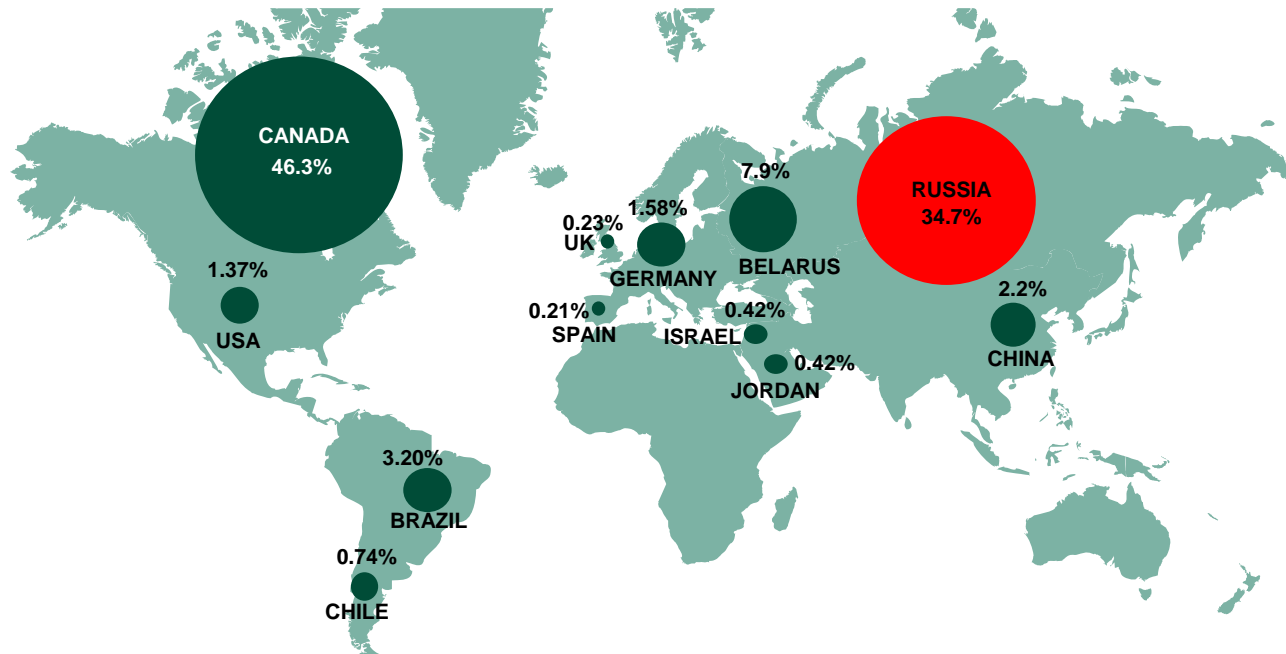 CANADA
46.3%
1.37%
USA
3.20%
BRAZIL
0.74%
CHILE
0.23%
UK
1.58%
GERMANY
7.9%
BELARUS
0.21%
SPAIN
0.42%
ISRAEL
0.42%
JORDAN
RUSSIA
34.7%
2.2%
CHINA